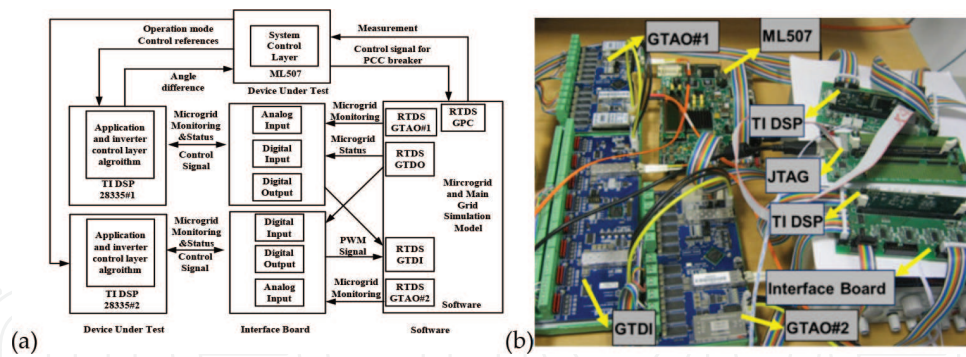 Operation mode
Control references
Angle
difference
System
Control
Layer
ML507
Device Under Test
Measurement
Control signal for
PCC breaker
Application
and inverter
control layer
algorithm
TI DSP
28335#1
Microgrid
Monitoring
&Status
Control
Signal
Analog
Input
Digital
Input
Digital
Output
Microgrid
Monitoring
Microgrid
Status
RTDS
GTAO#1
RTDS
GPC
RTDS
GTDO
Mircrogrid
and Main
Grid
Simulation
Model
Application
and inverter
control layer
algoarithm
TI DSP
28335#2
Microgrid
Monitoring
&Status
Control
Signal
Digital
Input
Digital
Output
Analog
Input
PWM
Signal
Microgrid
Monitoring
RTDS
GTDI
RTDS
GTAO#2
Software
Device Under Test
Interface Board
Software
(a)
GTAO#1
ML507
TI DSP
JTAG
TI DSP
Interface Board
GTDI
GTAO#2
(b)